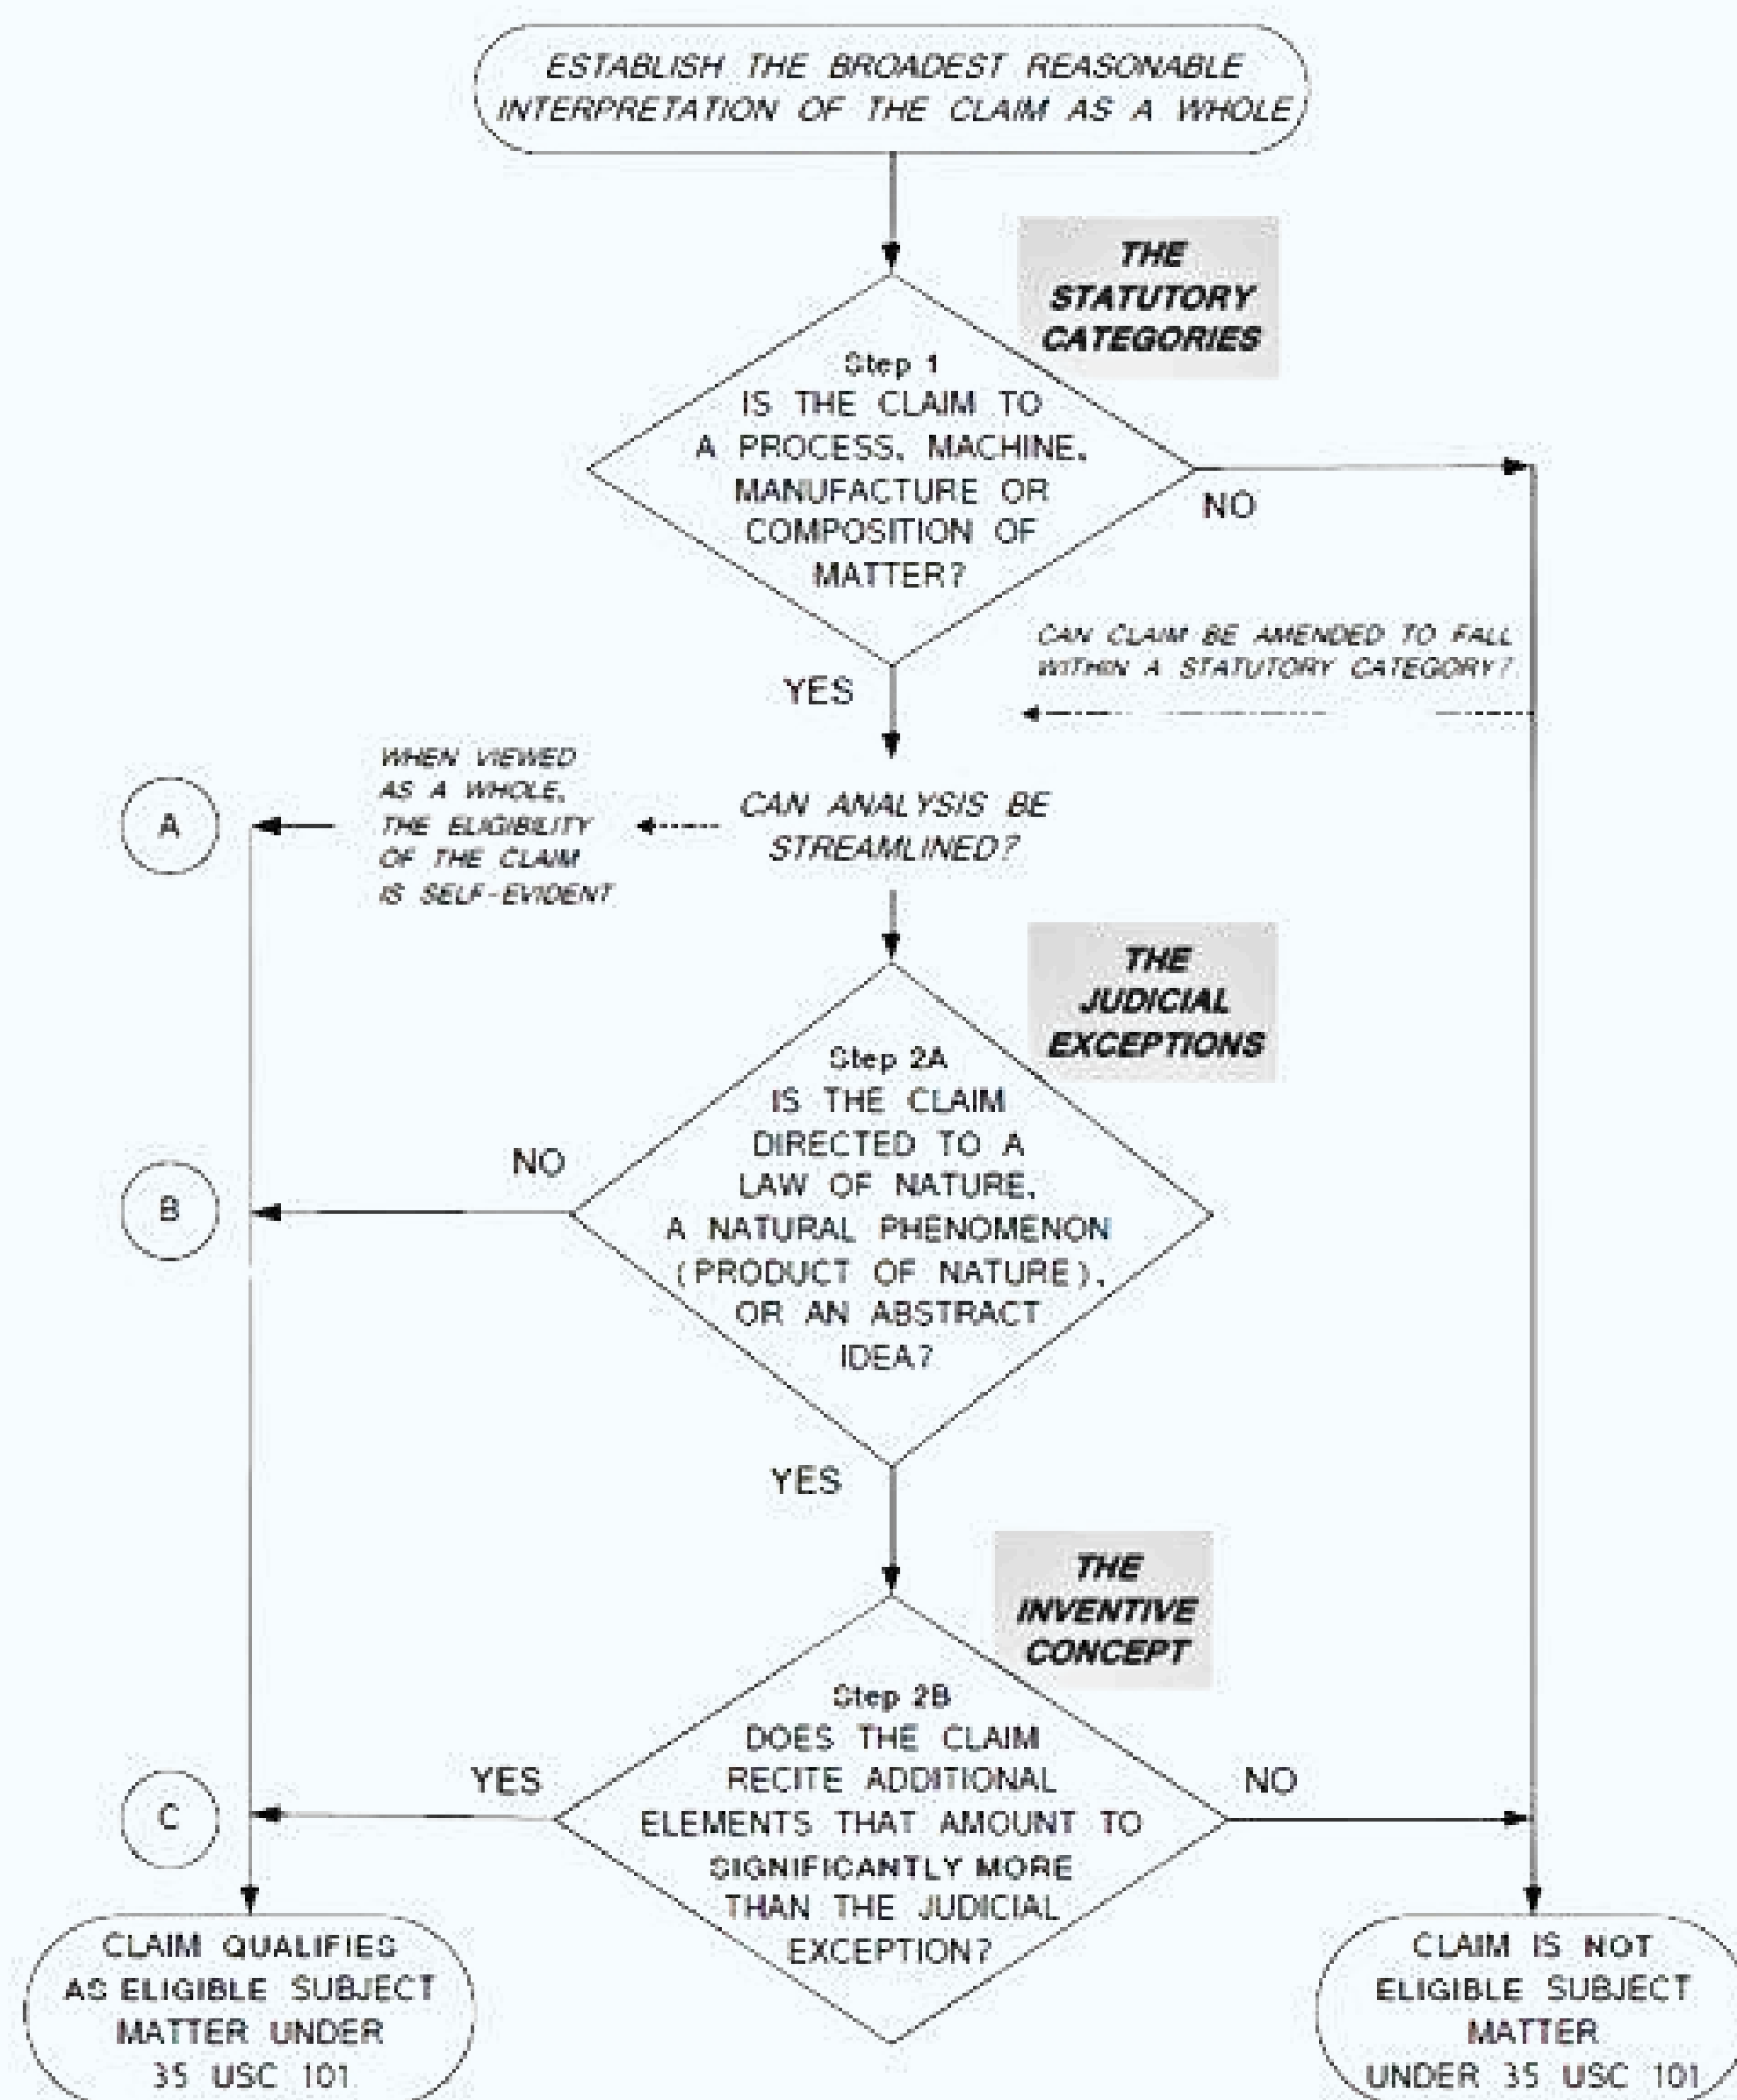 ESTABLISH THE BROADEST REASONABLE
INTERPRETATION OF THE CLAIM AS A WHOLE
THE
STATUTORY
CATEGORIES
Step 1
IS THE CLAIM TO
A PROCESS, MACHINE,
MANUFACTURE OR
COMPOSITION OF
MATTER?
NO
CAN CLAIM BE AMENDED TO FALL
WITHIN A STATUTORY CATEGORY?
YES
WHEN VIEWED
AS A WHOLE,
THE ELIGIBILITY
OF THE CLAIM
IS SELF-EVIDENT
A
CAN ANALYSIS BE
STREAMLINED?
THE
JUDICIAL
EXCEPTIONS
Step 2A
IS THE CLAIM
DIRECTED TO A
LAW OF NATURE,
A NATURAL PHENOMENON
(PRODUCT OF NATURE),
OR AN ABSTRACT
IDEA?
NO
B
YES
THE
INVENTIVE
CONCEPT
Step 2B
DOES THE CLAIM
RECITE ADDITIONAL
ELEMENTS THAT AMOUNT TO
SIGNIFICANTLY MORE
THAN THE JUDICIAL
EXCEPTION?
YES
NO
C
CLAIM QUALIFIES
AS ELIGIBLE SUBJECT
MATTER UNDER
35 USC 101
CLAIM IS NOT
ELIGIBLE SUBJECT
MATTER
UNDER 35 USC 101